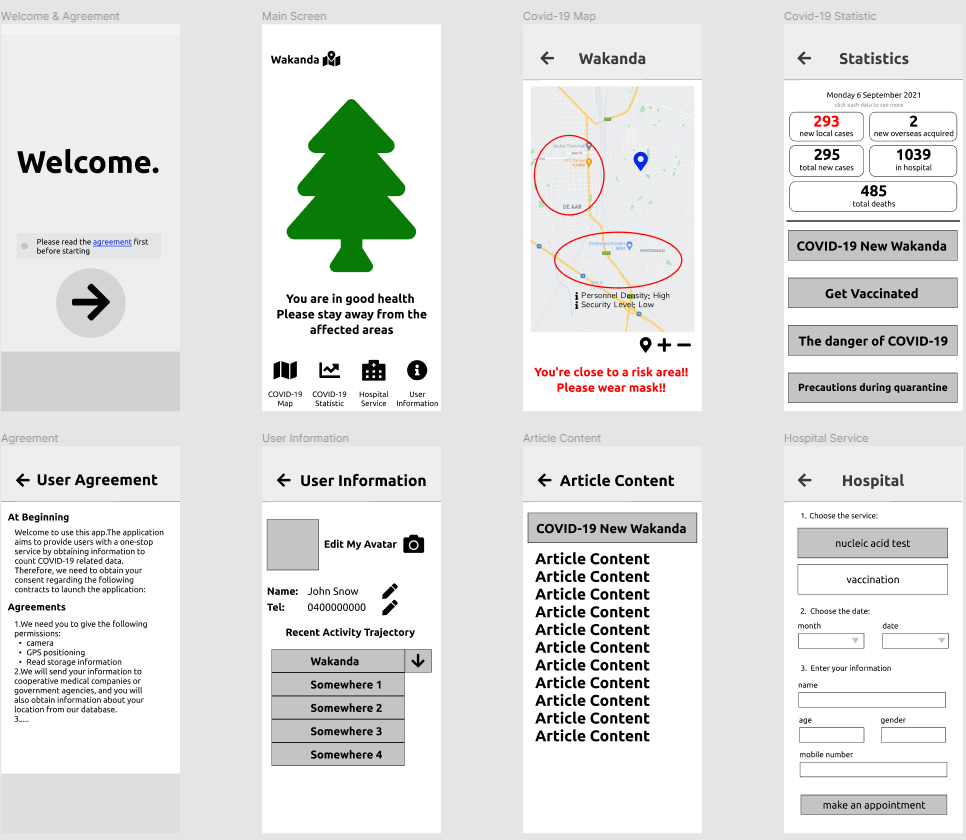 Welcome & Agreement
Welcome.
Please read the agreement first
before starting
Main Screen
Wakanda
You are in good health
Please stay away from the
affected areas
COVID-19
Map
COVID-19
Statistic
Hospital
Service
User
Information
Covid-19 Map
Wakanda
DE AAR
Personnel Density: High
Security Level: Low
You're close to a risk area!!
Please wear mask!!
Covid-19 Statistic
Statistics
Monday 6 September 2021
click each data to see more
293
new local cases
2
new overseas acquired
295
total new cases
1039
in hospital
485
total deaths
COVID-19 New Wakanda
Get Vaccinated
The danger of COVID-19
Precautions during quarantine
Agreement
User Agreement
At Beginning
Welcome to use this app.The application
aims to provide users with a one-stop
service by obtaining information to
count COVID-19 related data.
Therefore, we need to obtain your
consent regarding the following
contracts to launch the application:
Agreements
1.We need you to give the following
permissions:
• camera
• GPS positioning
• Read storage information
2.We will send your information to
cooperative medical companies or
government agencies, and you will
also obtain information about your
location from our database.
3.....
User Information
User Information
Edit My Avatar
Name: John Snow
Tel: 0400000000
Recent Activity Trajectory
Wakanda
Somewhere 1
Somewhere 2
Somewhere 3
Somewhere 4
Article Content
Article Content
COVID-19 New Wakanda
Article Content
Article Content
Article Content
Article Content
Article Content
Article Content
Article Content
Article Content
Article Content
Article Content
Article Content
Hospital Service
Hospital
1. Choose the service:
nucleic acid test
vaccination
2. Choose the date:
month
date
3. Enter your information
name
age
gender
mobile number
make an appointment